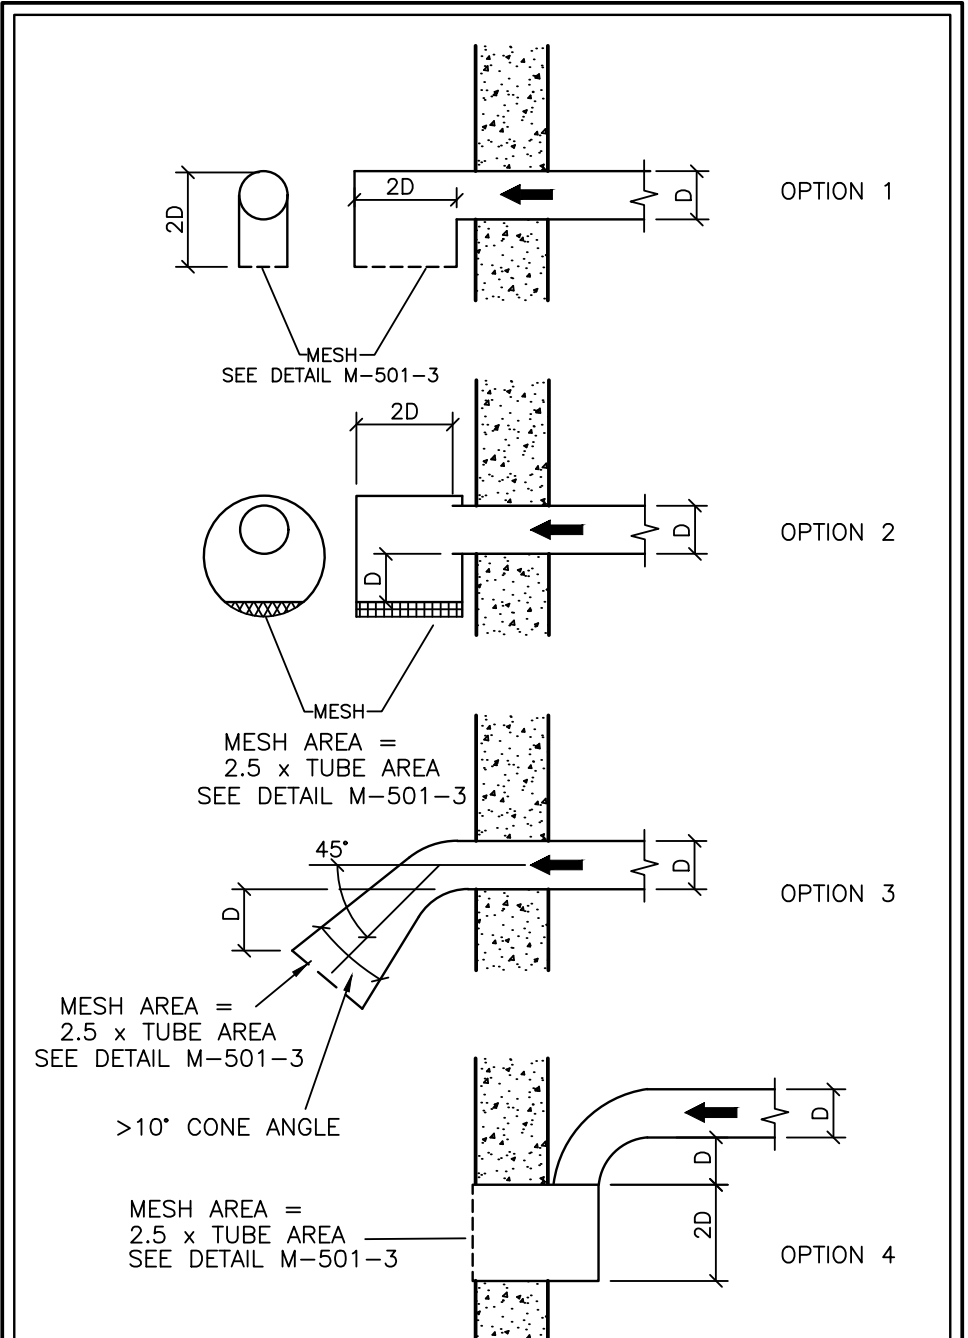 2D
2D
D
OPTION 1
MESH
SEE DETAIL M-501-3
2D
D
D
OPTION 2
MESH
MESH AREA =
2.5 x TUBE AREA
SEE DETAIL M-501-3
45°
D
D
OPTION 3
MESH AREA =
2.5 x TUBE AREA
SEE DETAIL M-501-3
>10° CONE ANGLE
D
D
MESH AREA =
2.5 x TUBE AREA
SEE DETAIL M-501-3
2D
OPTION 4